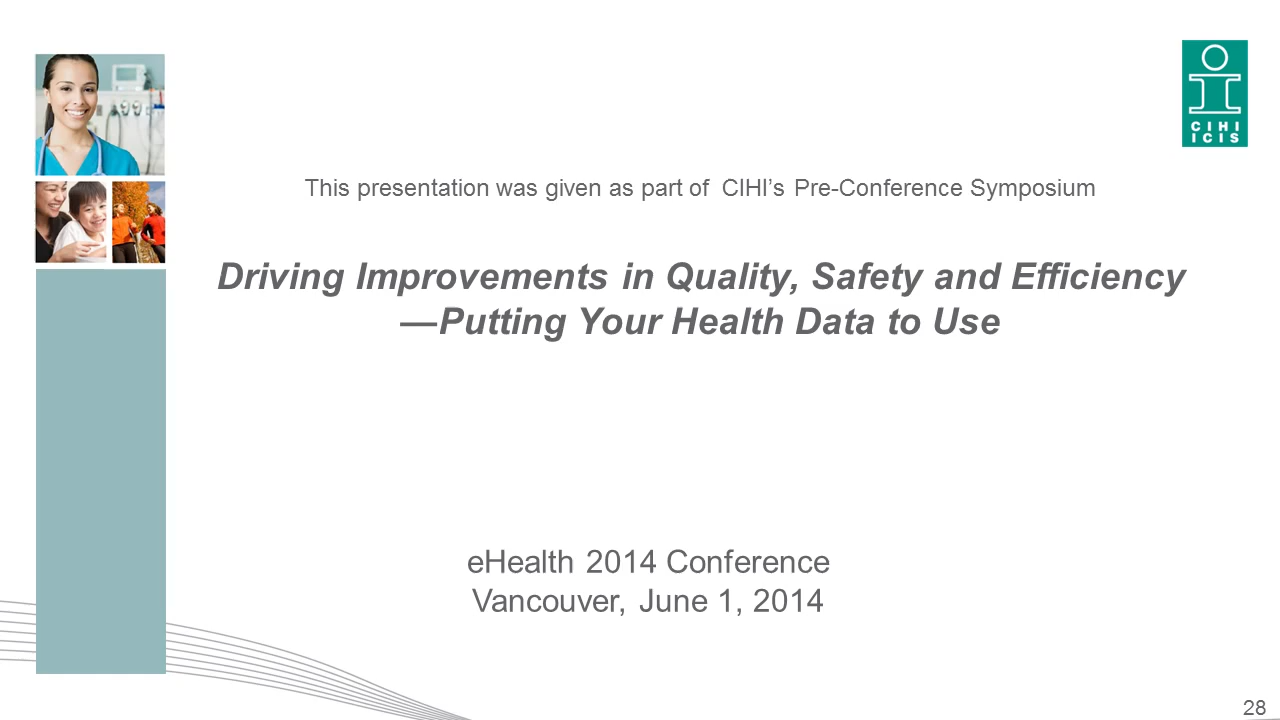 CIHI
ICIS
This presentation was given as part of CIHI’s Pre-Conference Symposium
Driving Improvements in Quality, Safety and Efficiency
—Putting Your Health Data to Use
eHealth 2014 Conference
Vancouver, June 1, 2014
28